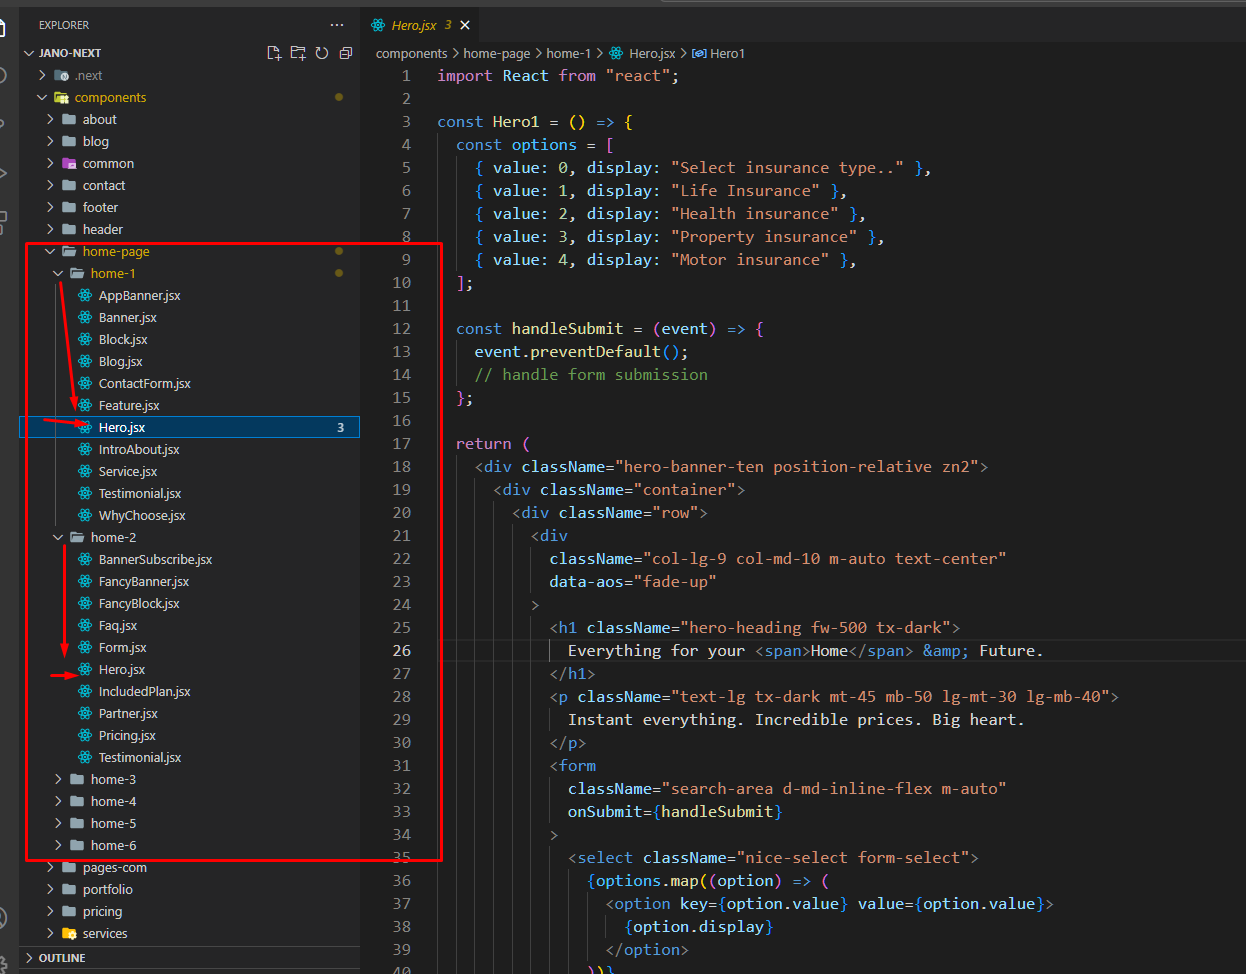 EXPLORER
JANO-NEXT
.next
components
about
blog
common
contact
footer
header
home-page
home-1
AppBanner.jsx
Banner.jsx
Block.jsx
Blog.jsx
ContactForm.jsx
Feature.jsx
Hero.jsx 3
IntroAbout.jsx
Service.jsx
Testimonial.jsx
WhyChoose.jsx
home-2
BannerSubscribe.jsx
FancyBanner.jsx
FancyBlock.jsx
Faq.jsx
Form.jsx
Hero.jsx
IncludedPlan.jsx
Partner.jsx
Pricing.jsx
Testimonial.jsx
home-3
home-4
home-5
home-6
pages-com
portfolio
pricing
services
OUTLINE
Hero.jsx 3
components > home-page > home-1 > Hero.jsx > Hero1
1 import React from "react";
2
3 const Hero1 = () => {
4 const options = [
5 { value: 0, display: "Select insurance type.." },
6 { value: 1, display: "Life Insurance" },
7 { value: 2, display: "Health insurance" },
8 { value: 3, display: "Property insurance" },
9 { value: 4, display: "Motor insurance" },
10 ];
11
12 const handleSubmit = (event) => {
13 event.preventDefault();
14 // handle form submission
15 };
16
17 return (
18 <div className="hero-banner-ten position-relative zn2">
19 <div className="container">
20 <div className="row">
21 <div
22 className="col-lg-9 col-md-10 m-auto text-center"
23 data-aos="fade-up"
24 >
25 <h1 className="hero-heading fw-500 tx-dark">
26 Everything for your <span>Home</span> &amp; Future.
27 </h1>
28 <p className="text-lg tx-dark mt-45 mb-50 lg-mt-30 lg-mb-40">
29 Instant everything. Incredible prices. Big heart.
30 </p>
31 <form
32 className="search-area d-md-inline-flex m-auto"
33 onSubmit={handleSubmit}
34 >
35 <select className="nice-select form-select">
36 {options.map((option) => (
37 <option key={option.value} value={option.value}>
38 {option.display}
39 </option>
40 ))}